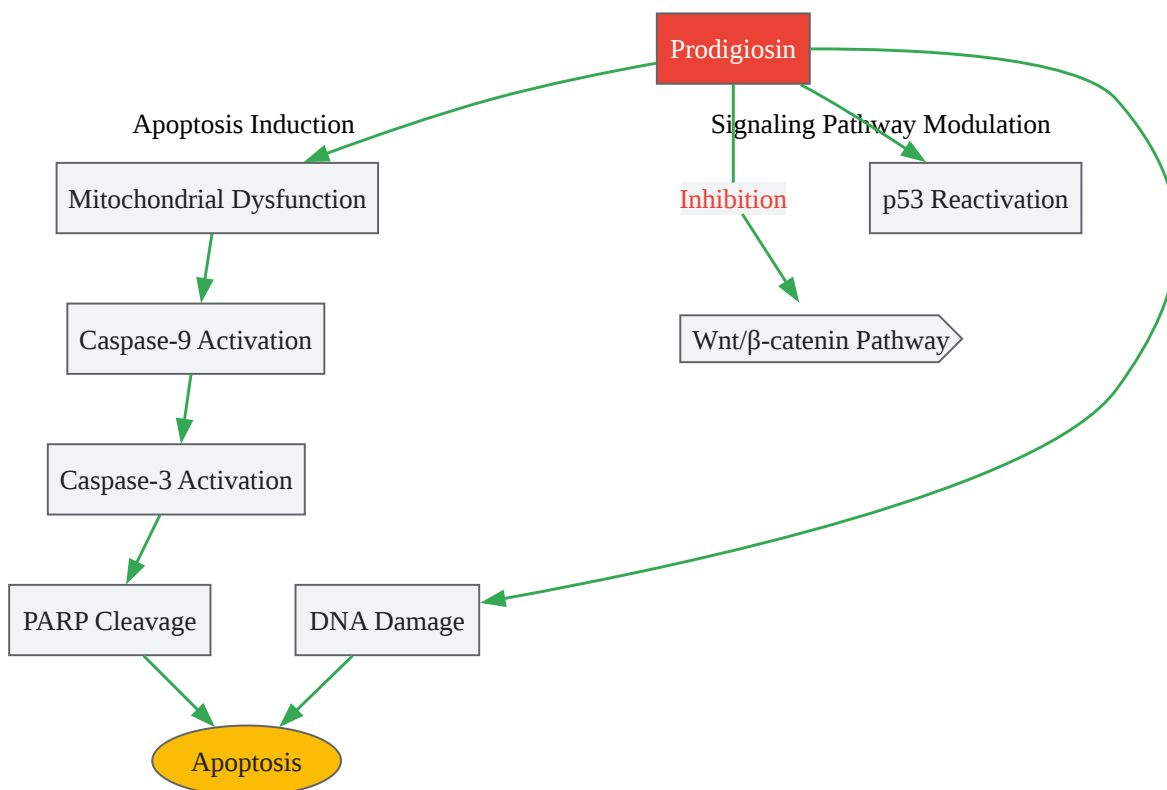 Prodigiosin
Apoptosis Induction
Signaling Pathway Modulation
Mitochondrial Dysfunction
Inhibition
p53 Reactivation
Caspase-9 Activation
Wnt/β-catenin Pathway
Caspase-3 Activation
PARP Cleavage
DNA Damage
Apoptosis